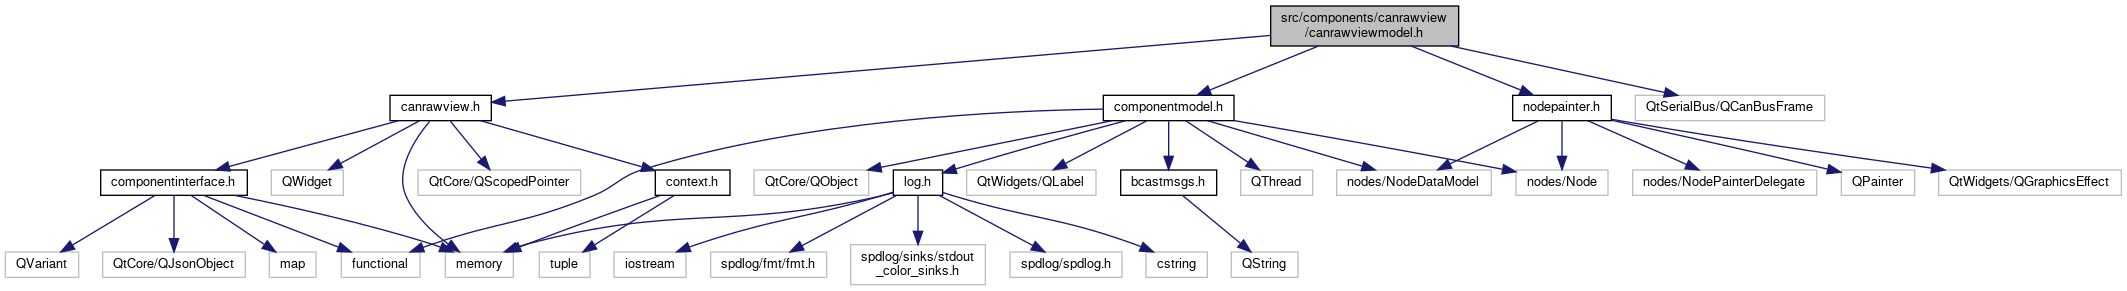 src/components/canrawview
/canrawviewmodel.h
canrawview.h
componentmodel.h
nodepainter.h
QtSerialBus/QCanBusFrame
componentinterface.h
QWidget
QtCore/QScopedPointer
context.h
QtCore/QObject
log.h
QtWidgets/QLabel
bcastmsgs.h
QThread
nodes/NodeDataModel
nodes/Node
nodes/NodePainterDelegate
QPainter
QtWidgets/QGraphicsEffect
QVariant
QtCore/QJsonObject
map
functional
memory
tuple
iostream
spdlog/fmt/fmt.h
spdlog/sinks/stdout
_color_sinks.h
spdlog/spdlog.h
cstring
QString